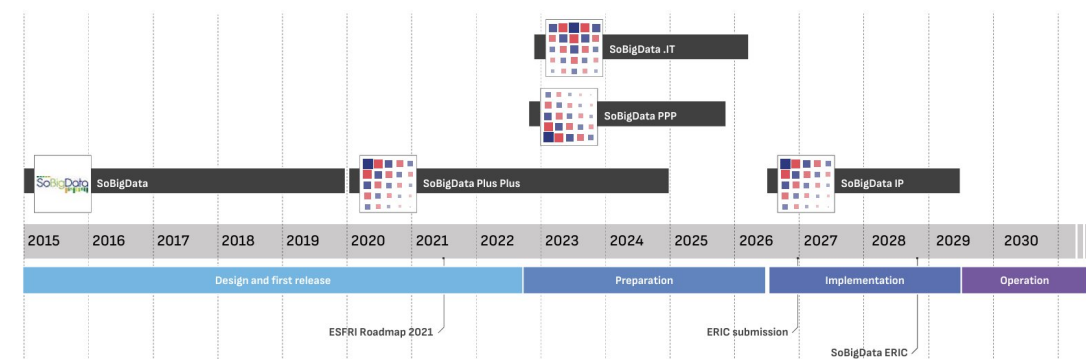 SoBigData .IT
SoBigData PPP
SoBigData
SoBigData
SoBigData Plus Plus
SoBigData IP
2015 2016 2017 2018 2019 2020 2021 2022 2023 2024 2025 2026 2027 2028 2029 2030
Design and first release Preparation Implementation Operation
ESFRI Roadmap 2021
ERIC submission
SoBigData ERIC